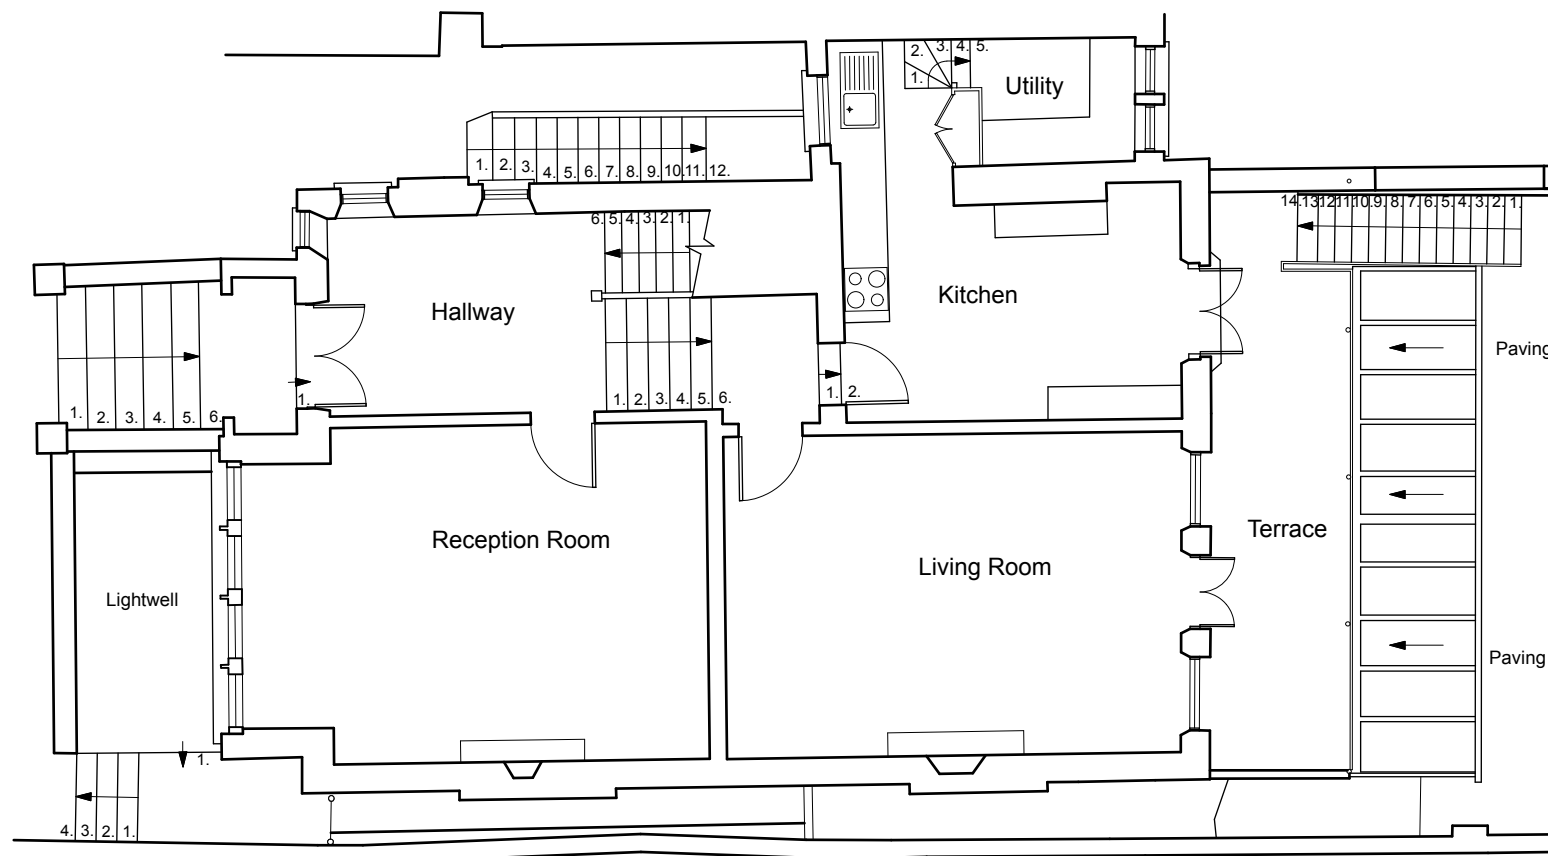 2. 3. 4. 5.
1.
Utility
1. 2. 3. 4. 5. 6. 7. 8. 9. 10. 11. 12.
14. 13. 12. 11. 10. 9. 8. 7. 6. 5. 4. 3. 2. 1.
6. 5. 4. 3. 2. 1.
Hallway
Kitchen
Paving
1. 2. 3. 4. 5. 6.
1.
1. 2. 3. 4. 5. 6.
1. 2.
Reception Room
Living Room
Terrace
Lightwell
Paving
1.
4. 3. 2. 1.